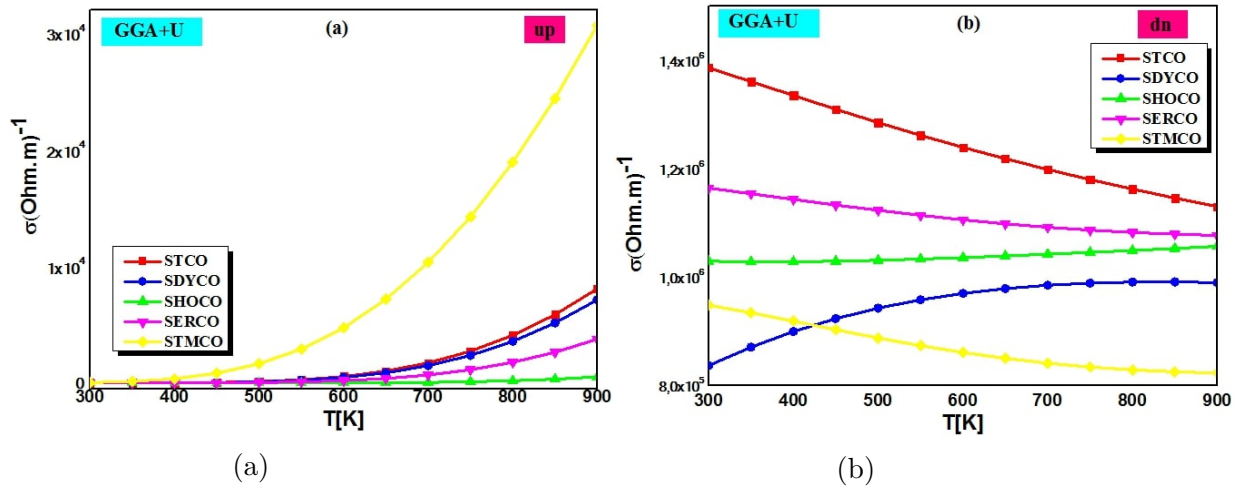 GGA+U
(a)
up
3x10⁴
2x10⁴
1x10⁴
0
σ(Ohm.m)⁻¹
STCO
SDYCO
SHOCO
SERCO
STMCO
300 400 500 600 700 800 900
T[K]
(a)
GGA+U
(b)
dn
1,4x10⁶
1,2x10⁶
1,0x10⁶
8,0x10⁵
σ(Ohm.m)⁻¹
STCO
SDYCO
SHOCO
SERCO
STMCO
300 400 500 600 700 800 900
T[K]
(b)